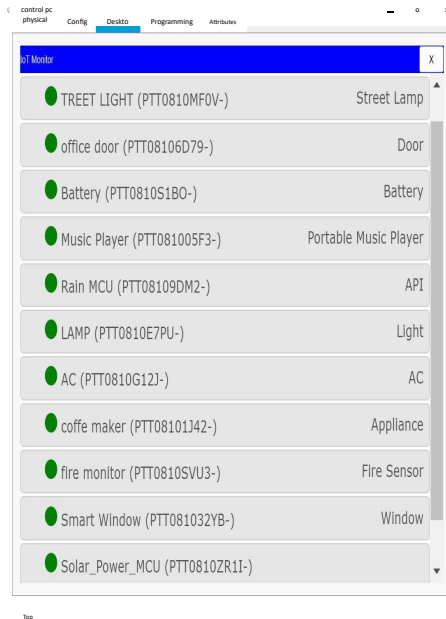 control pc
physical Config Deskto Programming Attributes
IoT Monitor X
TREET LIGHT (PTT0810MF0V-) Street Lamp
office door (PTT08106D79-) Door
Battery (PTT0810S1BO-) Battery
Music Player (PTT081005F3-) Portable Music Player
Rain MCU (PTT08109DM2-) API
LAMP (PTT0810E7PU-) Light
AC (PTT0810G12J-) AC
coffe maker (PTT08101J42-) Appliance
fire monitor (PTT0810SVU3-) Fire Sensor
Smart Window (PTT081032YB-) Window
Solar_Power_MCU (PTT0810ZR1I-)
Top